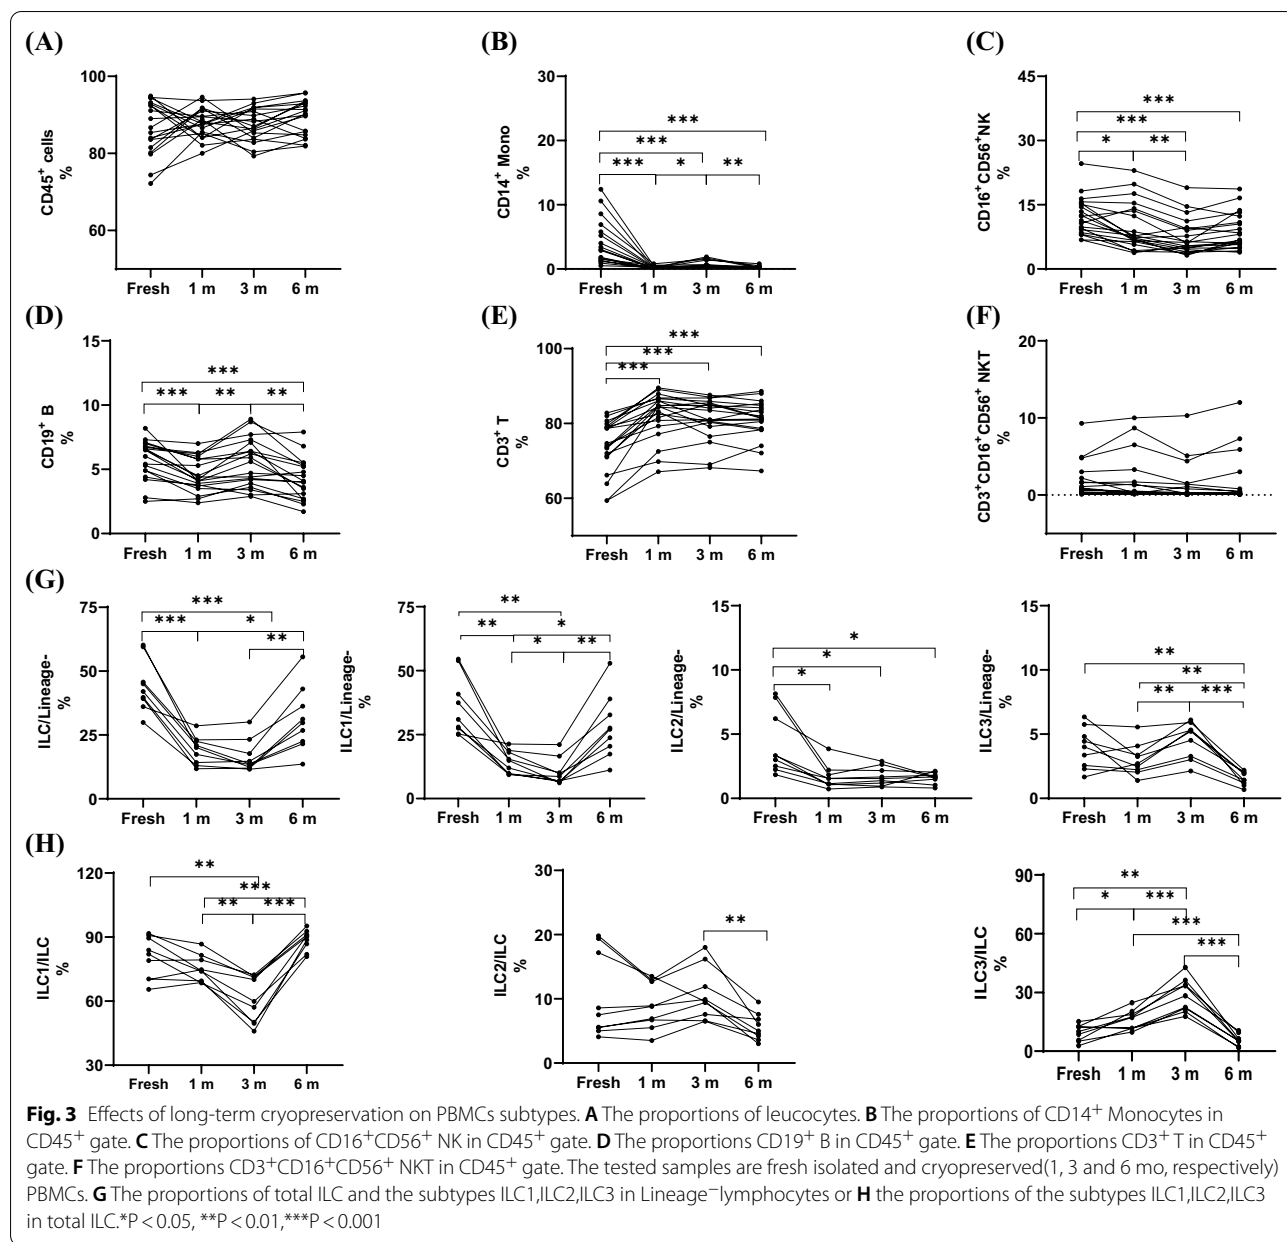 (A)
CD45+ cells
%
100
80
60
Fresh 1 m 3 m 6 m
(B)
CD14+ Mono
%
30
20
10
0
*** 
***
*** * **
Fresh 1 m 3 m 6 m
(C)
CD16+CD56+NK
%
45
30
15
0
***
***
* **
Fresh 1 m 3 m 6 m
(D)
CD19+ B
%
15
10
5
0
***
*** ** **
Fresh 1 m 3 m 6 m
(E)
CD3+ T
%
100
80
60
***
***
***
Fresh 1 m 3 m 6 m
(F)
CD3+CD16+CD56+ NKT
%
20
10
0
Fresh 1 m 3 m 6 m
(G)
ILC/Lineage-
%
75
50
25
0
***
*** *
**
Fresh 1 m 3 m 6 m
ILC1/Lineage-
%
75
50
25
0
**
** *
* **
Fresh 1 m 3 m 6 m
ILC2/Lineage-
%
15
10
5
0
*
*
*
Fresh 1 m 3 m 6 m
ILC3/Lineage-
%
15
10
5
0
**
**
** ***
Fresh 1 m 3 m 6 m
(H)
ILC1/ILC
%
120
90
60
30
**
***
** ***
Fresh 1 m 3 m 6 m
ILC2/ILC
%
30
20
10
0
**
Fresh 1 m 3 m 6 m
ILC3/ILC
%
90
60
30
0
**
* ***
***
***
Fresh 1 m 3 m 6 m
Fig. 3 Effects of long-term cryopreservation on PBMCs subtypes. A The proportions of leucocytes. B The proportions of CD14+ Monocytes in
CD45+ gate. C The proportions of CD16+CD56+ NK in CD45+ gate. D The proportions CD19+ B in CD45+ gate. E The proportions CD3+ T in CD45+
gate. F The proportions CD3+CD16+CD56+ NKT in CD45+ gate. The tested samples are fresh isolated and cryopreserved(1, 3 and 6 mo, respectively)
PBMCs. G The proportions of total ILC and the subtypes ILC1,ILC2,ILC3 in Lineage−lymphocytes or H the proportions of the subtypes ILC1,ILC2,ILC3
in total ILC.*P < 0.05, **P < 0.01,***P < 0.001